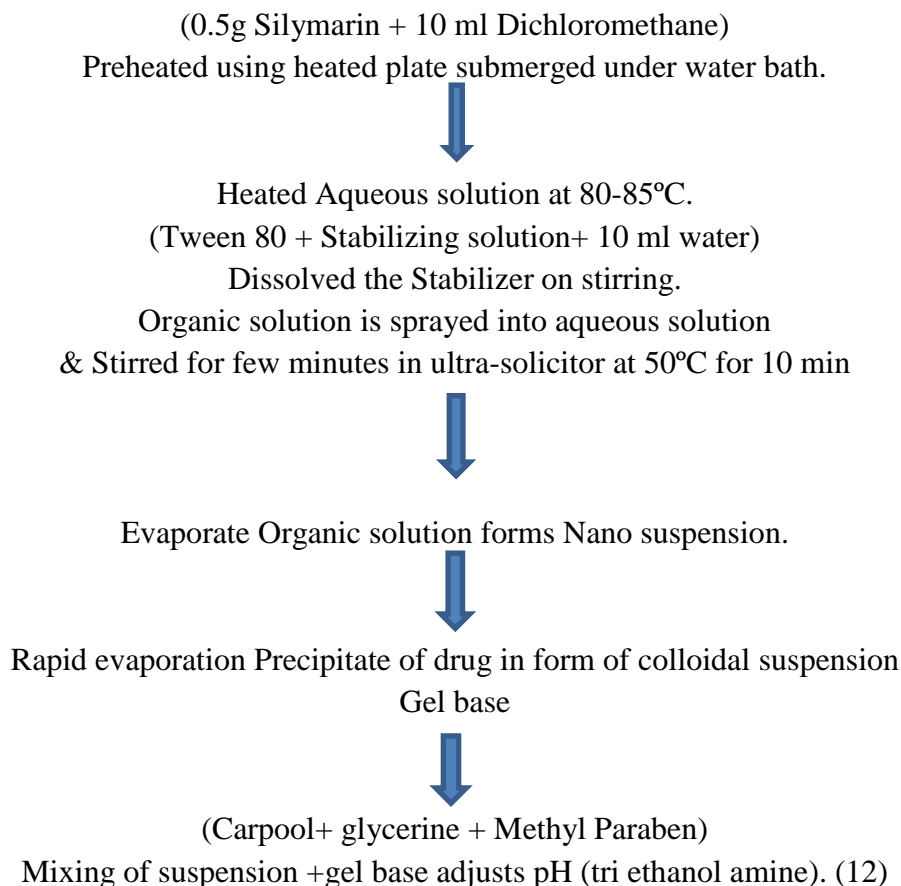 (0.5g Silymarin + 10 ml Dichloromethane)
Preheated using heated plate submerged under water bath.
Heated Aqueous solution at 80-85ºC.
(Tween 80 + Stabilizing solution+ 10 ml water)
Dissolved the Stabilizer on stirring.
Organic solution is sprayed into aqueous solution
& Stirred for few minutes in ultra-solicitor at 50ºC for 10 min
Evaporate Organic solution forms Nano suspension.
Rapid evaporation Precipitate of drug in form of colloidal suspension
Gel base
(Carpool+ glycerine + Methyl Paraben)
Mixing of suspension +gel base adjusts pH (tri ethanol amine). (12)